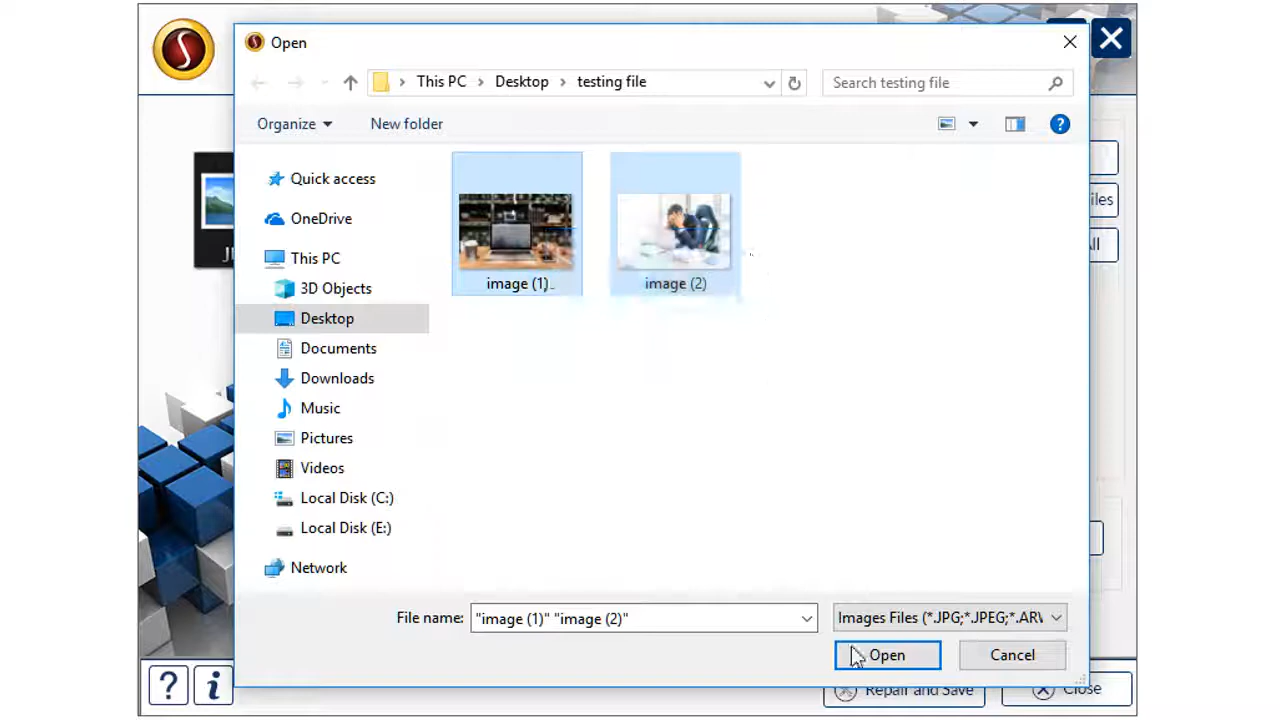 Open
This PC > Desktop > testing file
Search testing file
Organize
New folder
Quick access
OneDrive
This PC
3D Objects
Desktop
Documents
Downloads
Music
Pictures
Videos
Local Disk (C:)
Local Disk (E:)
Network
image (1)
image (2)
File name:
"image (1)" "image (2)"
Images Files (*.JPG;*.JPEG;*.ARW
Open
Cancel
Repair and Save
Close